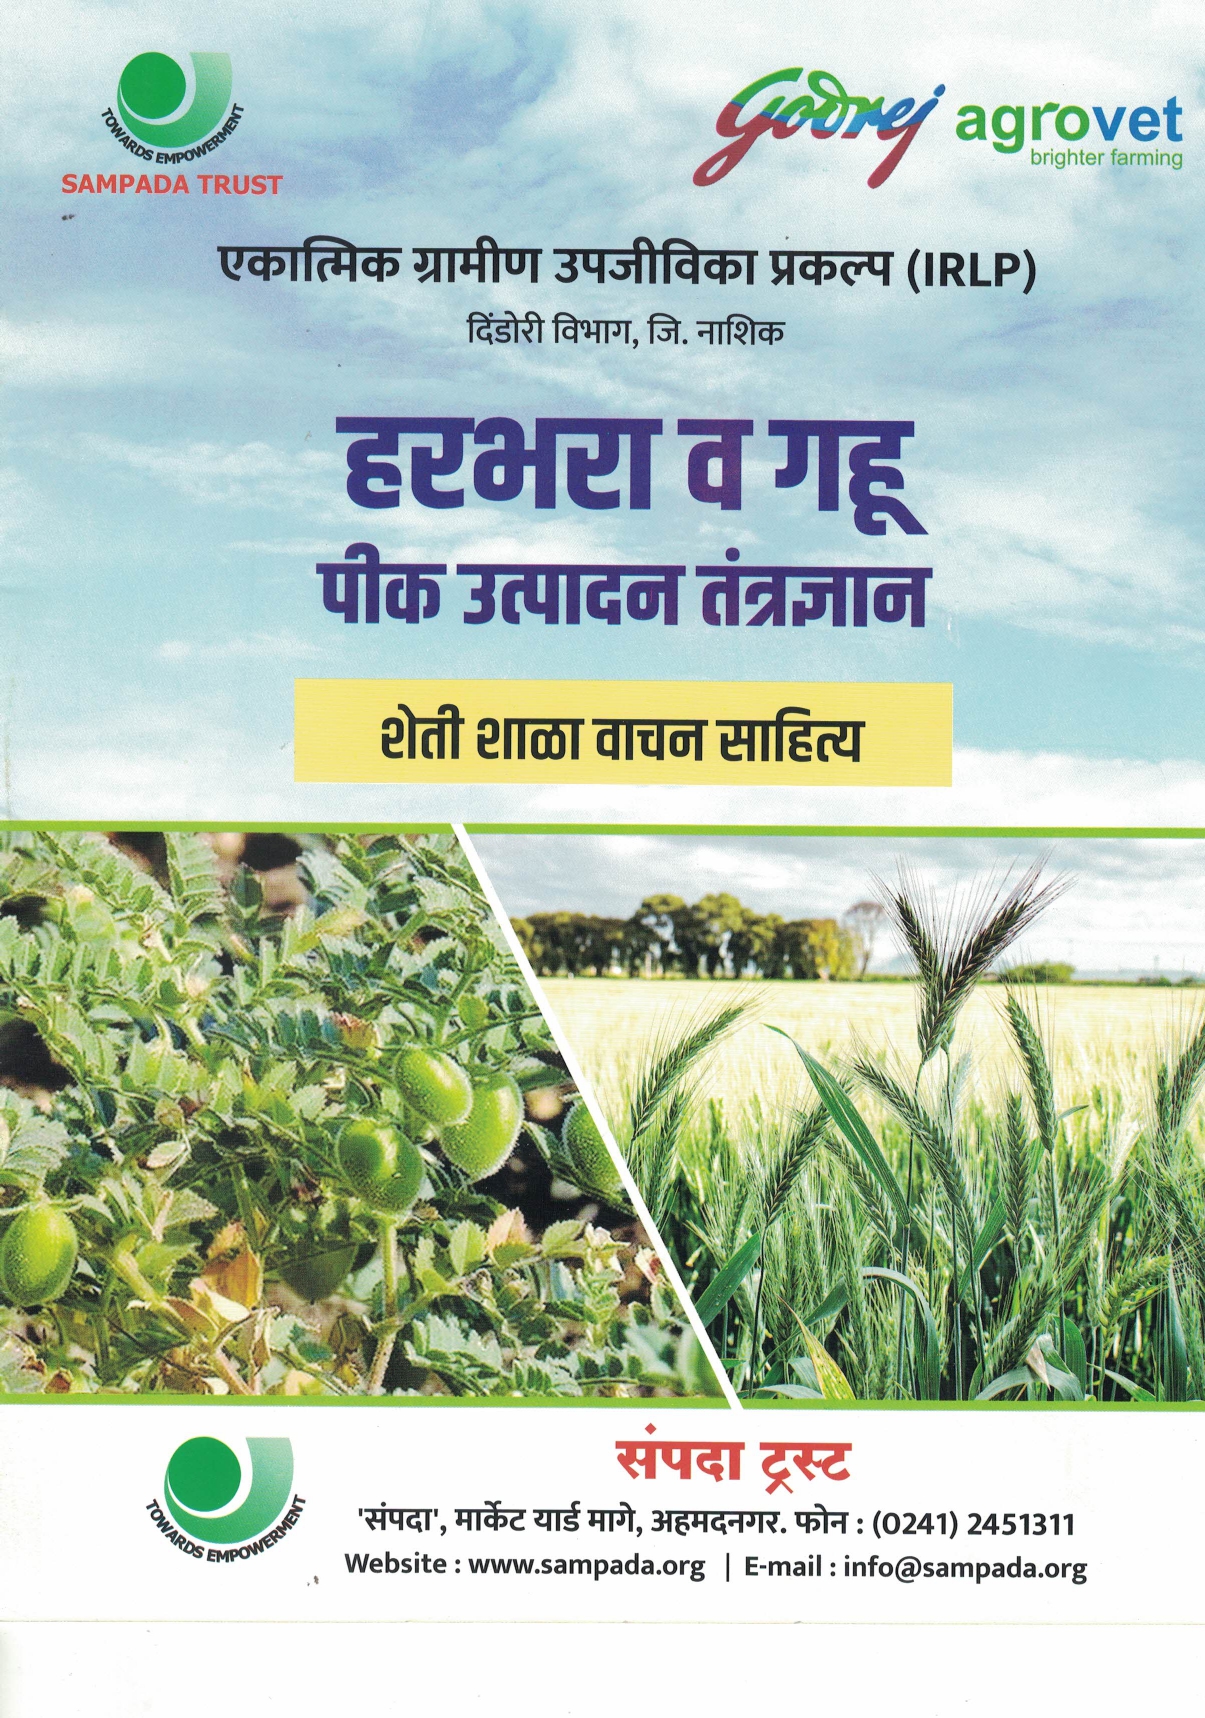 TOWARDS EMPOWERMENT
SAMPADA TRUST
Godrej agrovet
brighter farming
एकात्मिक ग्रामीण उपजीविका प्रकल्प (IRLP)
दिंडोरी विभाग, जि. नाशिक
हरभरा व गहू
पीक उत्पादन तंत्रज्ञान
शेती शाळा वाचन साहित्य
TOWARDS EMPOWERMENT
संपदा ट्रस्ट
'संपदा', मार्केट यार्ड मागे, अहमदनगर. फोन : (0241) 2451311
Website : www.sampada.org | E-mail : info@sampada.org